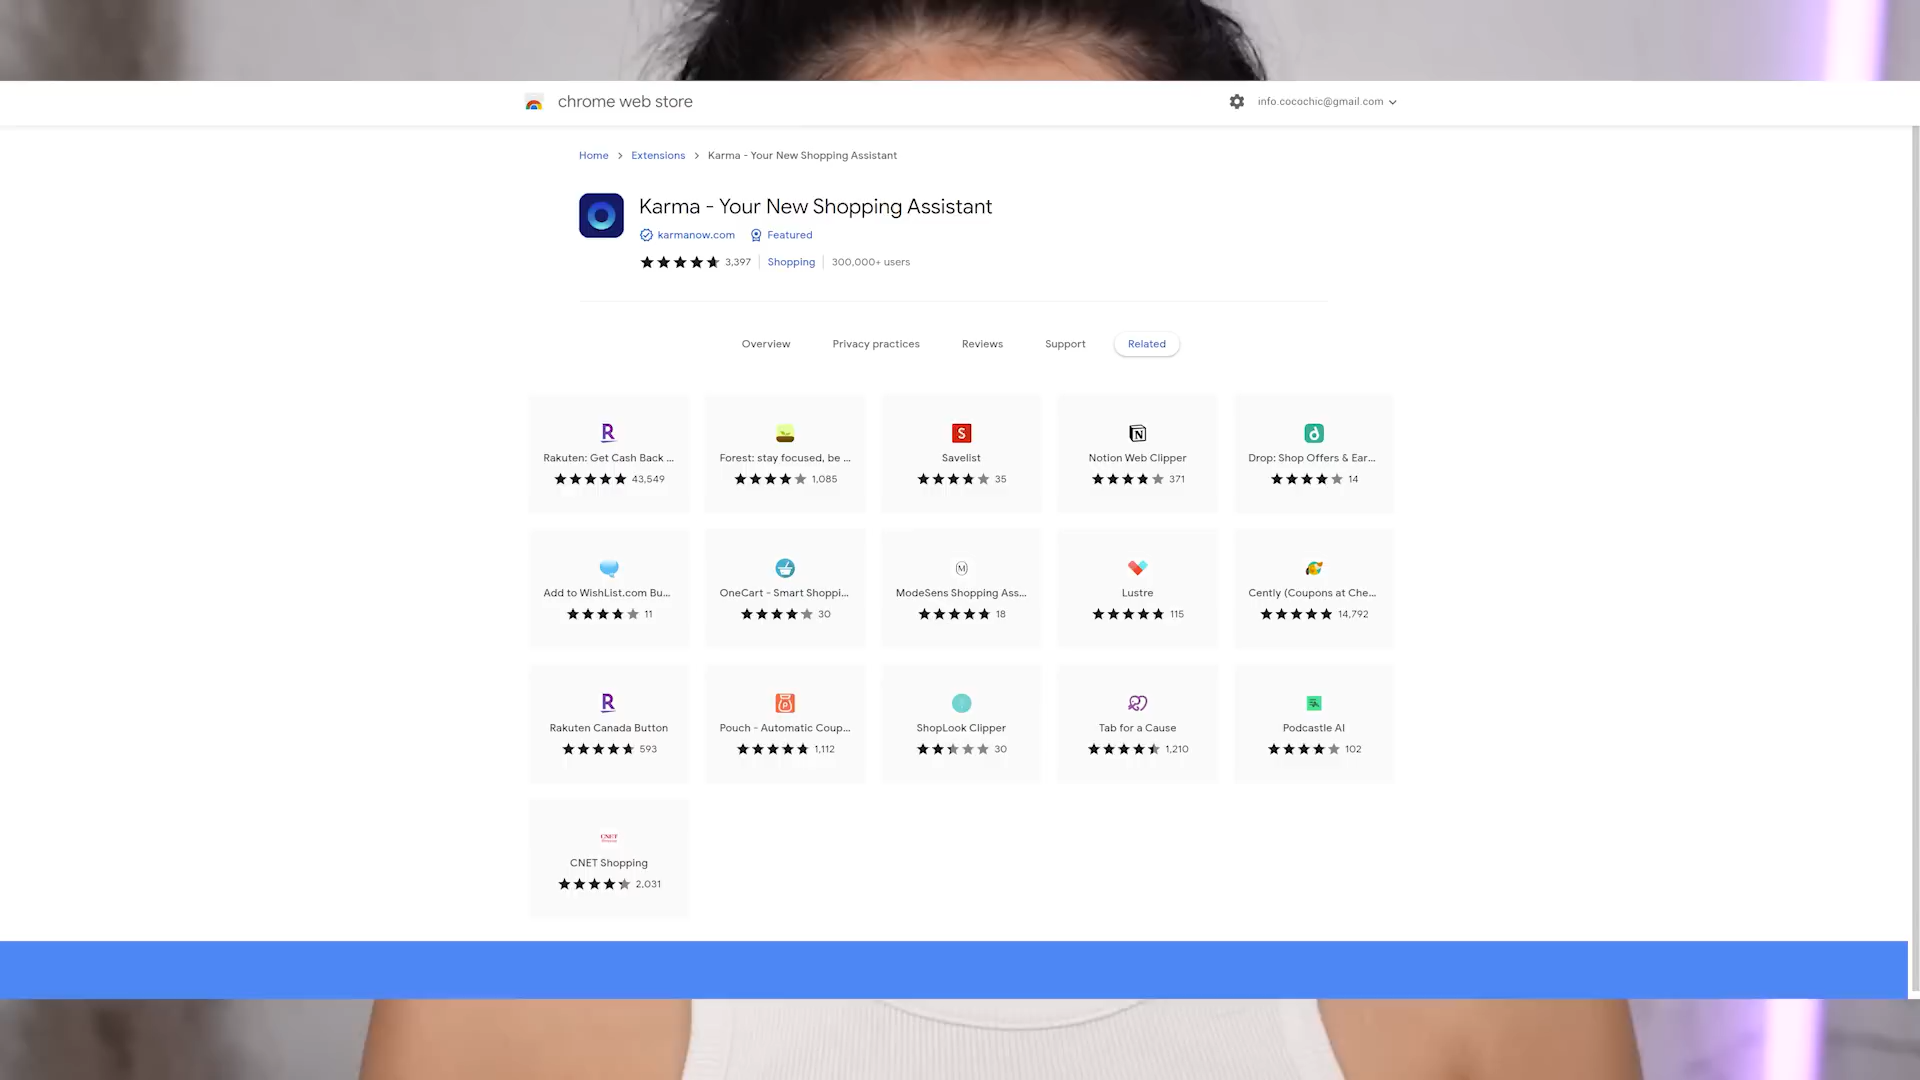 chrome web store
info.cocochic@gmail.com
Home > Extensions > Karma - Your New Shopping Assistant
Karma - Your New Shopping Assistant
karmanow.com Featured
3,397 Shopping 300,000+ users
Overview Privacy practices Reviews Support Related
R S N
Rakuten: Get Cash Back ... Forest: stay focused, be ... Savelist Notion Web Clipper Drop: Shop Offers & Ear...
43,549 1,085 35 371 14
M
Add to WishList.com Bu... OneCart - Smart Shoppi... ModeSens Shopping Ass... Lustre Cently (Coupons at Che...
11 30 18 115 14,792
R P
Rakuten Canada Button Pouch - Automatic Coup... ShopLook Clipper Tab for a Cause Podcastle AI
593 1,112 30 1,210 102
CNET
CNET Shopping
2,031